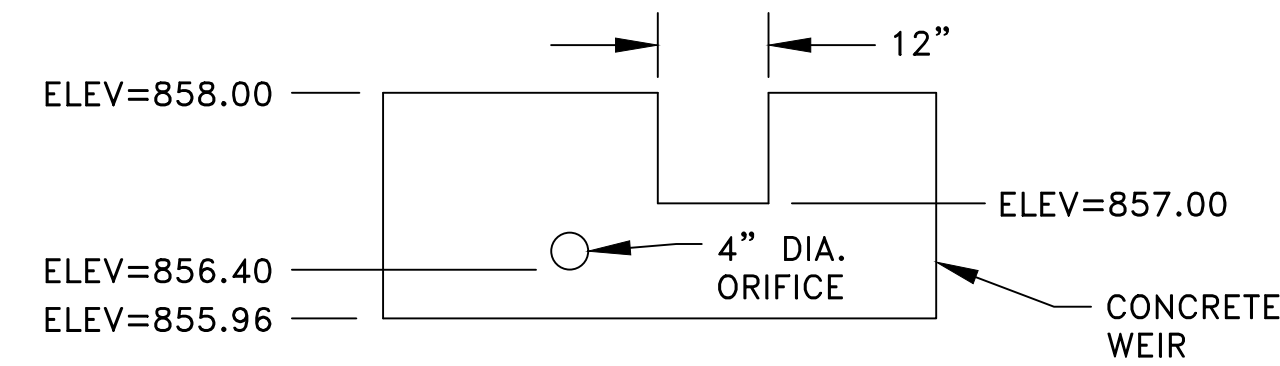 12”
ELEV=858.00
ELEV=857.00
4” DIA.
ORIFICE
ELEV=856.40
ELEV=855.96
CONCRETE
WEIR